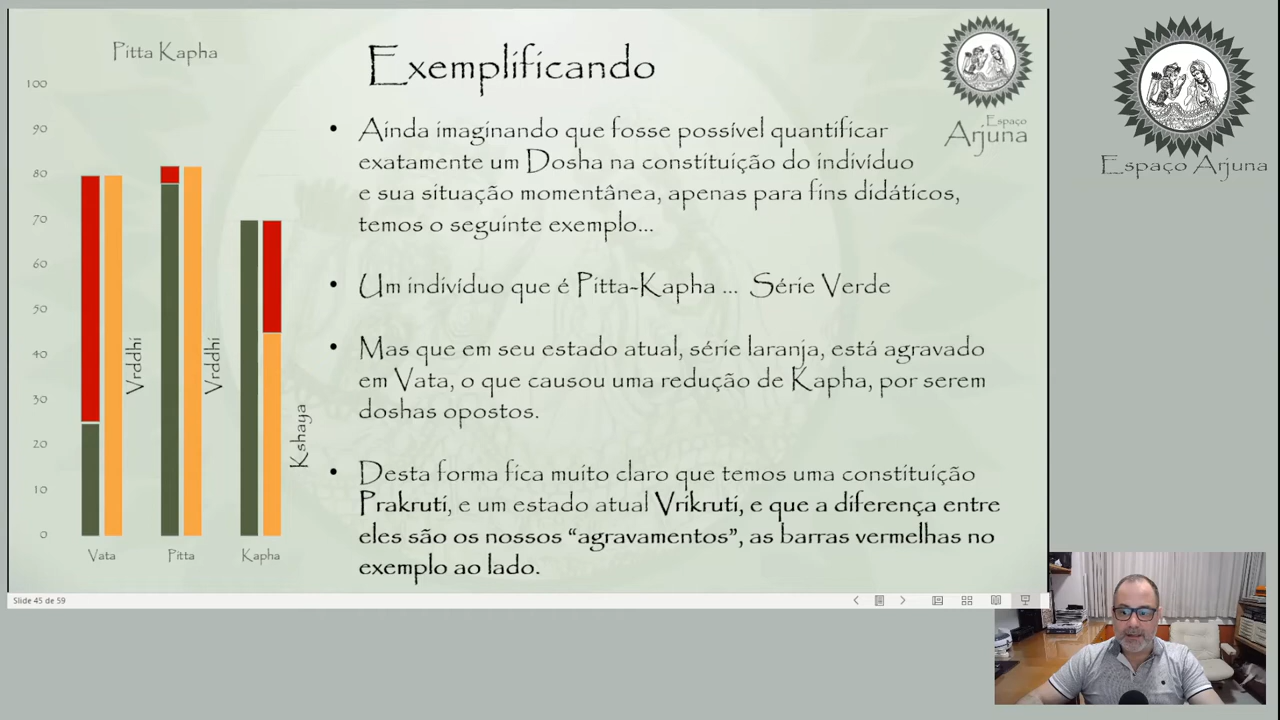 Pitta Kapha
100
90
80
70
60
50
40
30
20
10
0
Vrddhi
Vrddhi
Kshaya
Vata
Pitta
Kapha
Exemplificando
• Ainda imaginando que fosse possível quantificar
exatamente um Dosha na constituição do indivíduo
e sua situação momentânea, apenas para fins didáticos,
temos o seguinte exemplo...
• Um indivíduo que é Pitta-Kapha ... Série Verde
• Mas que em seu estado atual, série laranja, está agravado
em Vata, o que causou uma redução de Kapha, por serem
doshas opostos.
• Desta forma fica muito claro que temos uma constituição
Prakruti, e um estado atual Vrikruti, e que a diferença entre
eles são os nossos “agravamentos”, as barras vermelhas no
exemplo ao lado.
Espaço
Arjuna
Espaço Arjuna
Slide 45 de 59